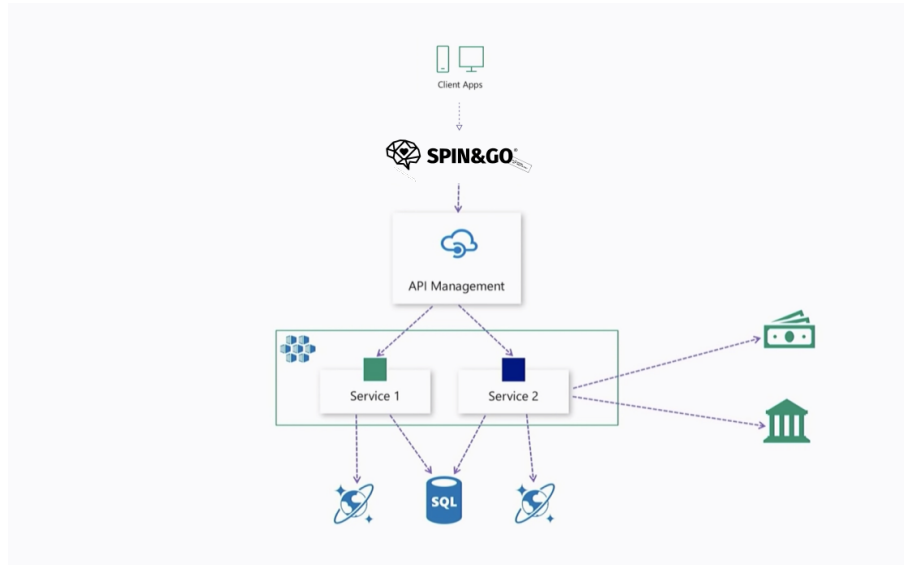 Client Apps
SPIN&GO®
API Management
Service 1
Service 2
SQL